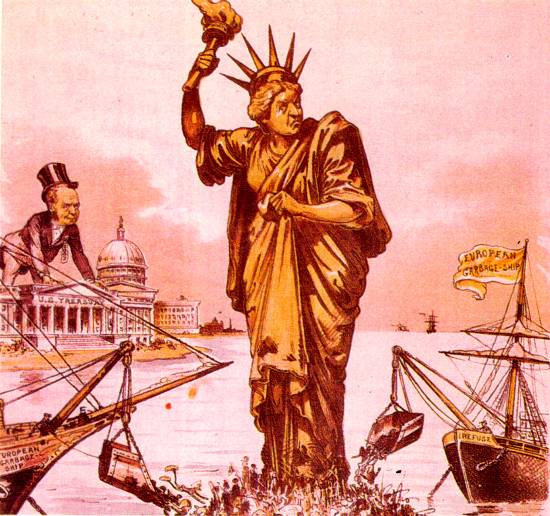 U.S. TREASURY
EUROPEAN
GARBAGE-SHIP
EUROPEAN
GARBAGE
SHIP
REFUSE